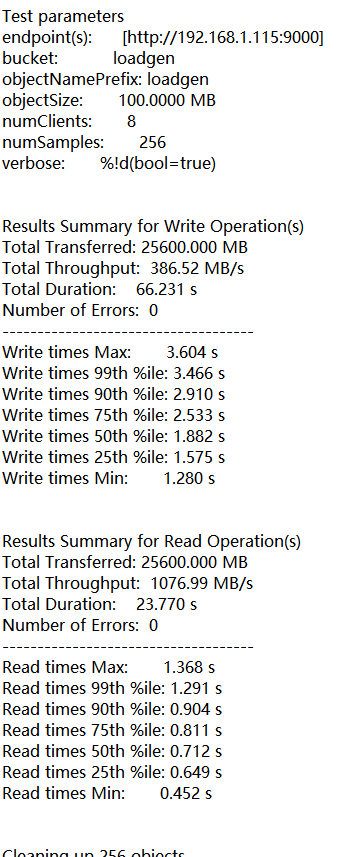 Test parameters
endpoint(s): [http://192.168.1.115:9000]
bucket: loadgen
objectNamePrefix: loadgen
objectSize: 100.0000 MB
numClients: 8
numSamples: 256
verbose: %!d(bool=true)
Results Summary for Write Operation(s)
Total Transferred: 25600.000 MB
Total Throughput: 386.52 MB/s
Total Duration: 66.231 s
Number of Errors: 0
------------------------------------
Write times Max: 3.604 s
Write times 99th %ile: 3.466 s
Write times 90th %ile: 2.910 s
Write times 75th %ile: 2.533 s
Write times 50th %ile: 1.882 s
Write times 25th %ile: 1.575 s
Write times Min: 1.280 s
Results Summary for Read Operation(s)
Total Transferred: 25600.000 MB
Total Throughput: 1076.99 MB/s
Total Duration: 23.770 s
Number of Errors: 0
------------------------------------
Read times Max: 1.368 s
Read times 99th %ile: 1.291 s
Read times 90th %ile: 0.904 s
Read times 75th %ile: 0.811 s
Read times 50th %ile: 0.712 s
Read times 25th %ile: 0.649 s
Read times Min: 0.452 s
Cleaning up 256 objects